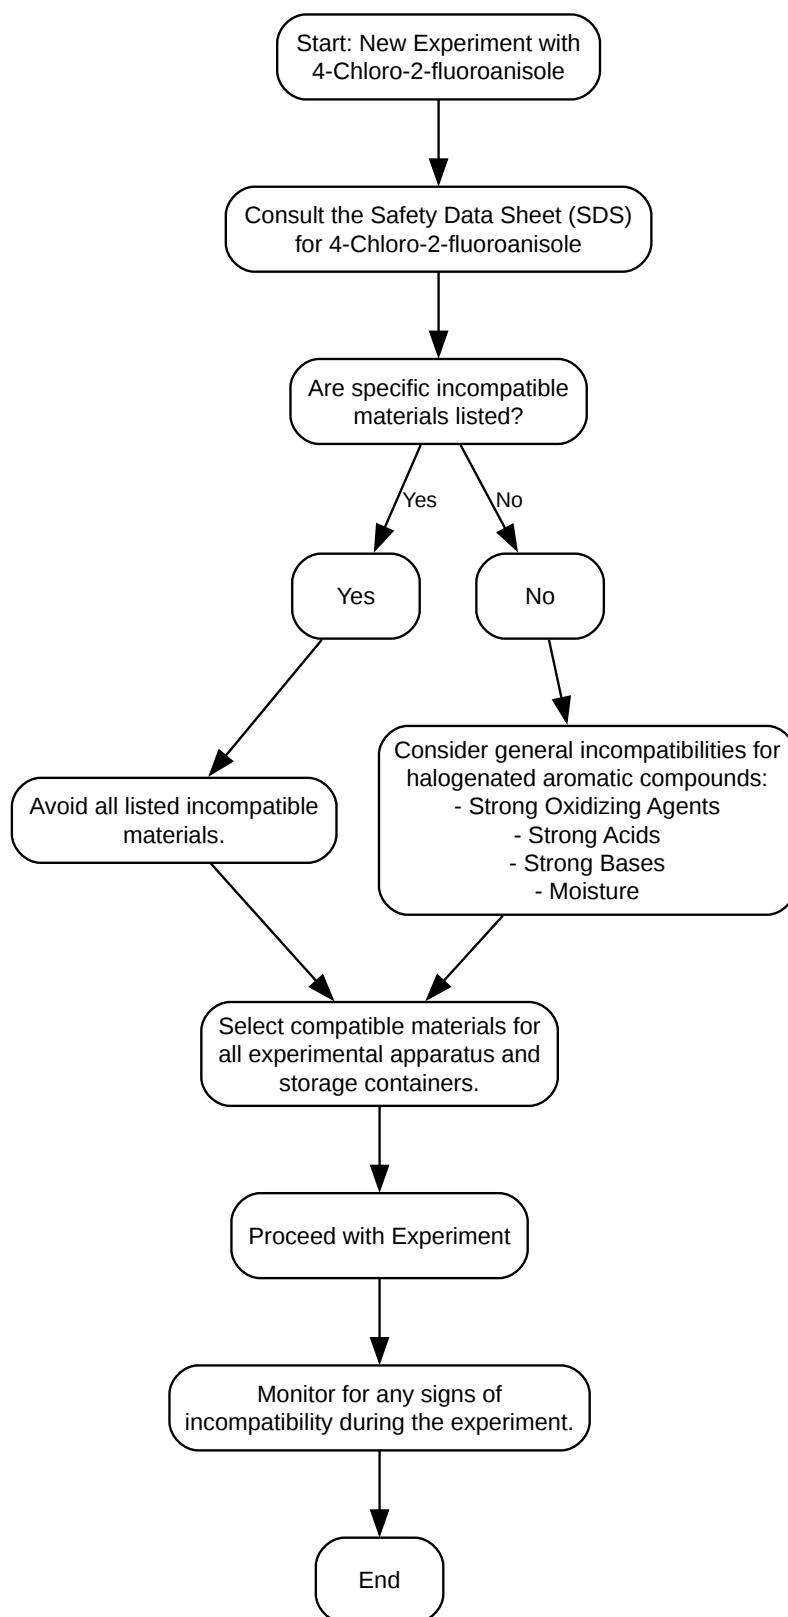 Start: New Experiment with
4-Chloro-2-fluoroanisole
Consult the Safety Data Sheet (SDS)
for 4-Chloro-2-fluoroanisole
Are specific incompatible
materials listed?
Yes
No
Yes
No
Consider general incompatibilities for
halogenated aromatic compounds:
- Strong Oxidizing Agents
- Strong Acids
- Strong Bases
- Moisture
Avoid all listed incompatible
materials.
Select compatible materials for
all experimental apparatus and
storage containers.
Proceed with Experiment
Monitor for any signs of
incompatibility during the experiment.
End